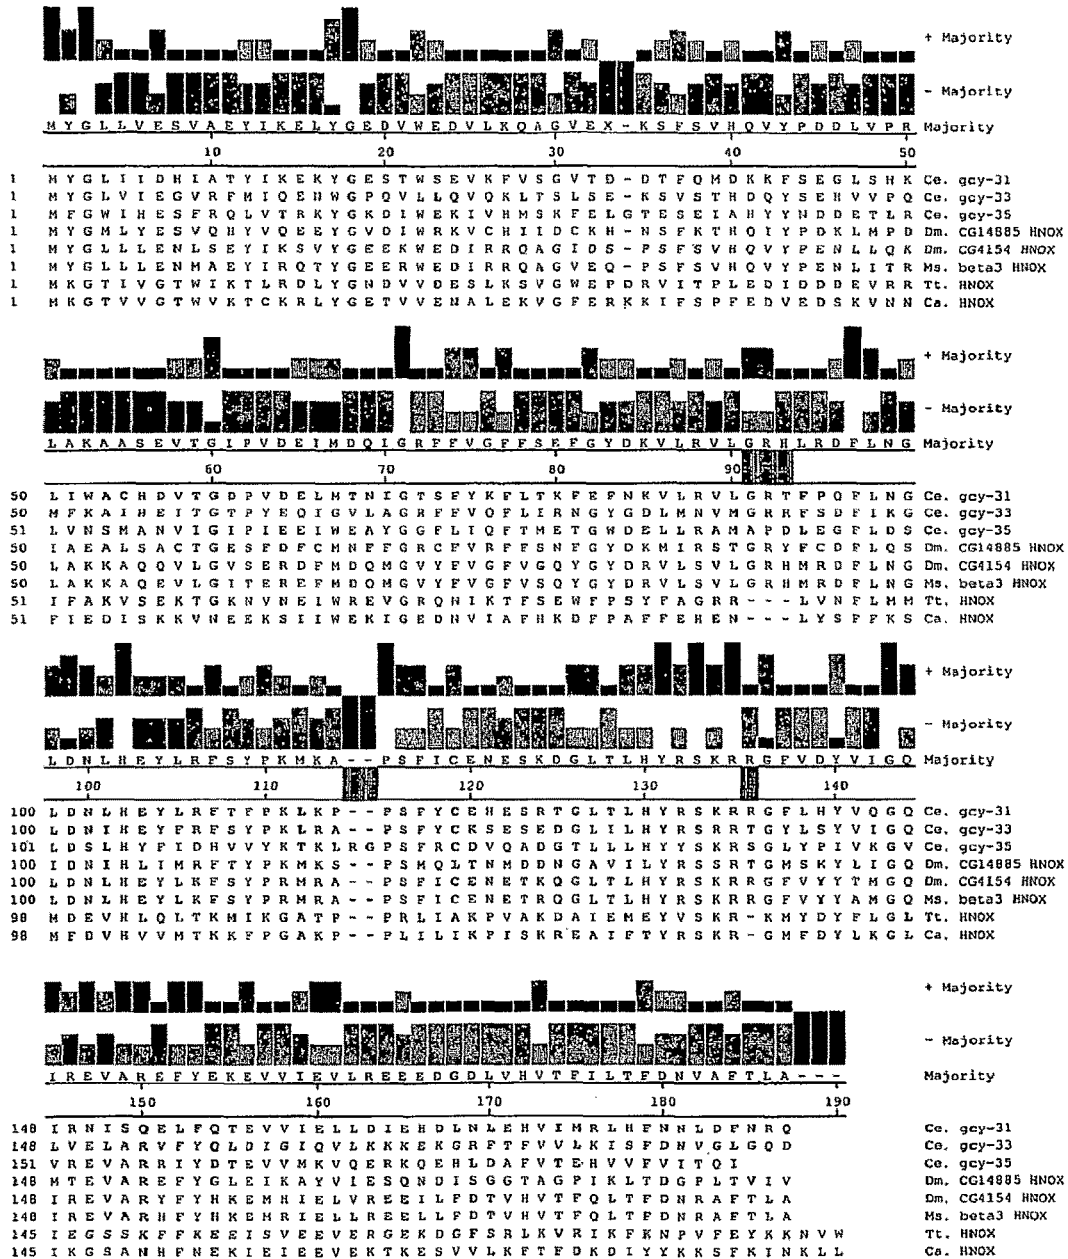 + Majority
- Majority
M Y G L L V E S V A E Y I K E L Y G E D V W E D V L K Q A G V E X - K S F S V H Q V Y P D D L V P R Majority
10 20 30 40 50
1 M Y G L I I D H I A T Y I K E K Y G E S T W S E V K F V S G V T D - D T F Q M D K K F S E G L S H K Ce. gcy-31
1 M Y G L V I E G V R F M I Q E N W G P Q V L L Q V Q K L T S L S E - K S V S T H D Q Y S E H V V P Q Ce. gcy-33
1 M F G W I H E S F R Q L V T R K Y G K D I W E K I V H M S K F E L G T E S E I A H Y Y N D D E T L R Ce. gcy-35
1 M Y G M L Y E S V Q H Y V Q E E Y G V D I W R K V C H I I D C K H - N S F K T H Q I Y P D K L M P D Dm. CG14885 HNOX
1 M Y G L L L E N L S E Y I K S V Y G E E K W E D I R R Q A G I D S - P S F S V H Q V Y P E N L L Q K Dm. CG4154 HNOX
1 M Y G L L L E N M A E Y I R Q T Y G E E R W E D I R R Q A G V E Q - P S F S V H Q V Y P E N L I T R Ms. beta3 HNOX
1 M K G T I V G T W I K T L R D L Y G N D V V D E S L K S V G W E P D R V I T P L E D I D D D E V R R Tt. HNOX
1 M K G T V V G T W V K T C K R L Y G E T V V E N A L E K V G F E R K K I F S P F E D V E D S K V N N Ca. HNOX
+ Majority
- Majority
L A K A A S E V T G I P V D E I M D Q I G R F F V G F F S E F G Y D K V L R V L G R H L R D F L N G Majority
60 70 80 90
50 L I W A C H D V T G D P V D E L M T N I G T S F Y K F L T K F E F N K V L R V L G R T F P Q F L N G Ce. gcy-31
50 M F K A I H E I T G T P Y E Q I G V L A G R F F V Q F L I R N G Y G D L M N V M G R R F S D F I K G Ce. gcy-33
51 L V N S M A N V I G I P I E E I W E A Y G G F L I Q F T M E T G W D E L L R A M A P D L E G F L D S Ce. gcy-35
50 I A E A L S A C T G E S F D F C M N F F G R C F V R F F S N F G Y D K M I R S T G R Y F C D F L Q S Dm. CG14885 HNOX
50 L A K K A Q Q V L G V S E R D F M D Q M G V Y F V G F V G Q Y G Y D R V L S V L G R H M R D F L N G Dm. CG4154 HNOX
50 L A K K A Q E V L G I T E R E F M D Q M G V Y F V G F V S Q Y G Y D R V L S V L G R H M R D F L N G Ms. beta3 HNOX
51 I F A K V S E K T G K N V N E I W R E V G R Q N I K T F S E W F P S Y F A G R R - - - L V N F L M M Tt. HNOX
51 F I E D I S K K V N E E K S I I W E K I G E D N V I A F H K D F P A F F E H E N - - - L Y S F F K S Ca. HNOX
+ Majority
- Majority
L D N L H E Y L R F S Y P K M K A - - P S F I C E N E S K D G L T L H Y R S K R R G F V D Y V I G Q Majority
100 110 120 130 140
100 L D N L H E Y L R F T F P K L K P - - P S F Y C E H E S R T G L T L H Y R S K R R G F L H Y V Q G Q Ce. gcy-31
100 L D N I H E Y F R F S Y P K L R A - - P S F Y C K S E S E D G L I L H Y R S R R T G Y L S Y V I G Q Ce. gcy-33
101 L D S L H Y F I D H V V Y K T K L R G P S F R C D V Q A D G T L L L H Y Y S K R S G L Y P I V K G V Ce. gcy-35
100 I D N I H L I M R F T Y P K M K S - - P S M Q L T N M D D N G A V I L Y R S S R T G M S K Y L I G Q Dm. CG14885 HNOX
100 L D N L H E Y L K F S Y P R M R A - - P S F I C E N E T K Q G L T L H Y R S K R R G F V Y Y T M G Q Dm. CG4154 HNOX
100 L D N L H E Y L K F S Y P R M R A - - P S F I C E N E T R Q G L T L H Y R S K R R G F V Y Y A M G Q Ms. beta3 HNOX
98 M D E V H L Q L T K M I K G A T P - - P R L I A K P V A K D A I E M E Y V S K R - K M Y D Y F L G L Tt. HNOX
98 M F D V H V V M T K K F P G A K P - - P L I L I K P I S K R E A I F T Y R S K R - G M F D Y L K G L Ca. HNOX
+ Majority
- Majority
I R E V A R E F Y E K E V V I E V L R E E E D G D L V H V T F I L T F D N V A F T L A - - - Majority
150 160 170 180 190
148 I R N I S Q E L F Q T E V V I E L L D I E H D L N L E H V I M R L H F N N L D F N R Q Ce. gcy-31
148 L V E L A R V F Y Q L D I G I Q V L K K K E K G R F T F V V L K I S F D N V G L G Q D Ce. gcy-33
151 V R E V A R R I Y D T E V V M K V Q E R K Q E H L D A F V T E H V V F V I T Q I Ce. gcy-35
148 M T E V A R E F Y G L E I K A Y V I E S Q N D I S G G T A G P I K L T D G P L T V I V Dm. CG14885 HNOX
148 I R E V A R Y F Y H K E M H I E L V R E E I L F D T V H V T F Q L T F D N R A F T L A Dm. CG4154 HNOX
148 I R E V A R H F Y H K E M R I E L L R E E L L F D T V H V T F Q L T F D N R A F T L A Ms. beta3 HNOX
145 I E G S S K F F K E E I S V E E V E R G E K D G F S R L K V R I K F K N P V F E Y K K N V W Tt. HNOX
145 I K G S A N H F N E K I E I E E V E K T K E S V V L K F T F D K D I Y Y K K S F K I N K L L Ca. HNOX